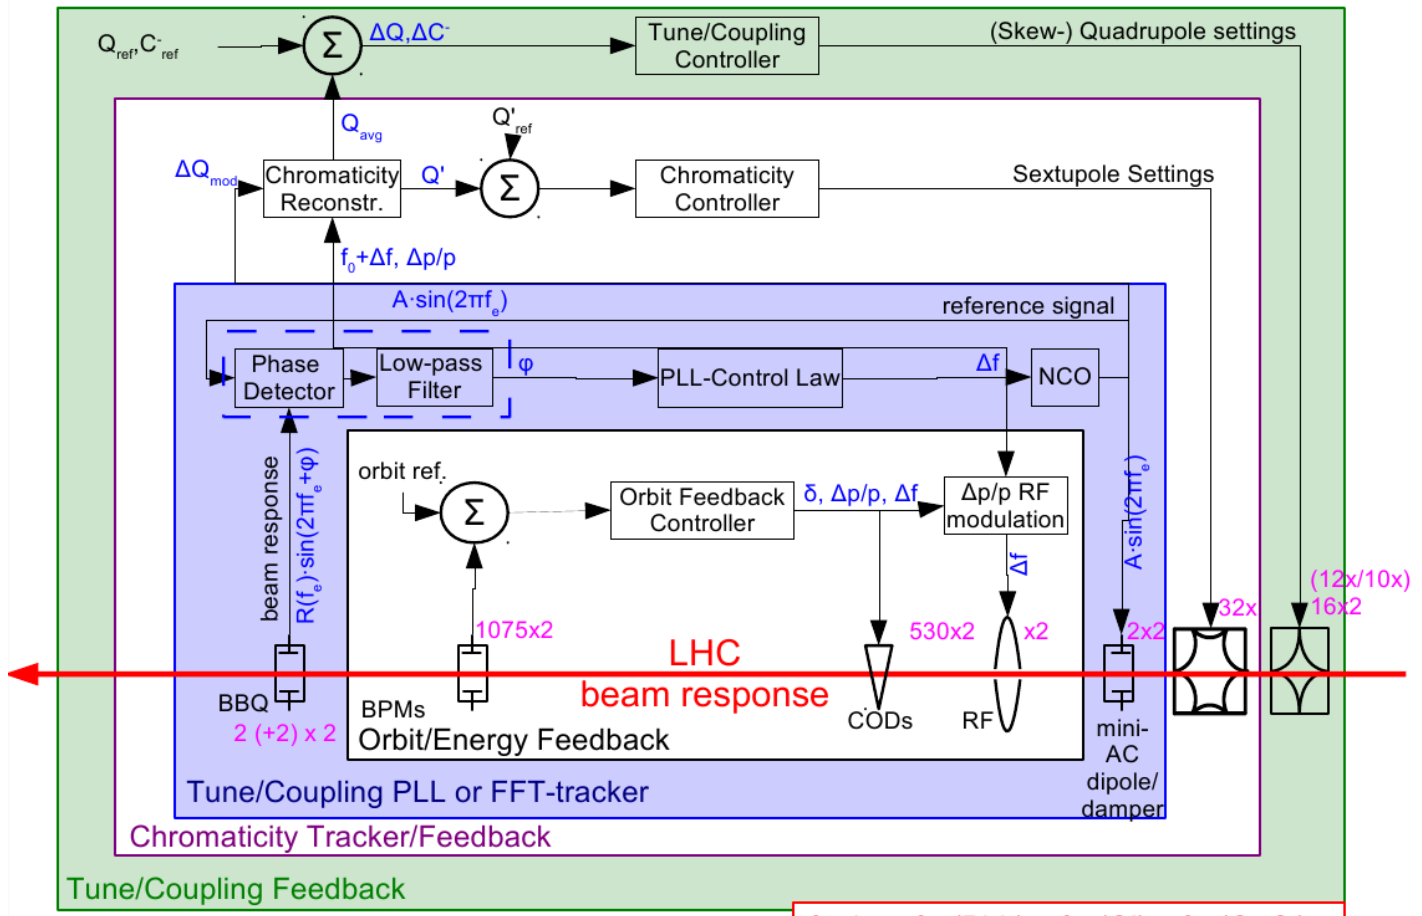 Q_ref,C^-_ref
Σ
ΔQ,ΔC^-
Tune/Coupling
Controller
(Skew-) Quadrupole settings
Q_avg
Q'_ref
ΔQ_mod
Chromaticity
Reconstr.
Q'
Σ
Chromaticity
Controller
Sextupole Settings
f_0+Δf, Δp/p
A·sin(2πf_e)
reference signal
Phase
Detector
Low-pass
Filter
φ
PLL-Control Law
Δf
NCO
beam response
R(f_e)·sin(2πf_e+φ)
orbit ref.
Σ
Orbit Feedback
Controller
δ, Δp/p, Δf
Δp/p RF
modulation
Δf
A·sin(2πf_e)
(12x/10x)
16x2
32x
1075x2
530x2
x2
2x2
LHC
beam response
BBQ
2 (+2) x 2
BPMs
CODs
RF
mini-
AC
dipole/
damper
Orbit/Energy Feedback
Tune/Coupling PLL or FFT-tracker
Chromaticity Tracker/Feedback
Tune/Coupling Feedback